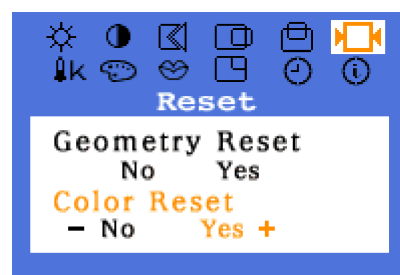 K
Reset
Geometry Reset
No Yes
Color Reset
– No Yes +